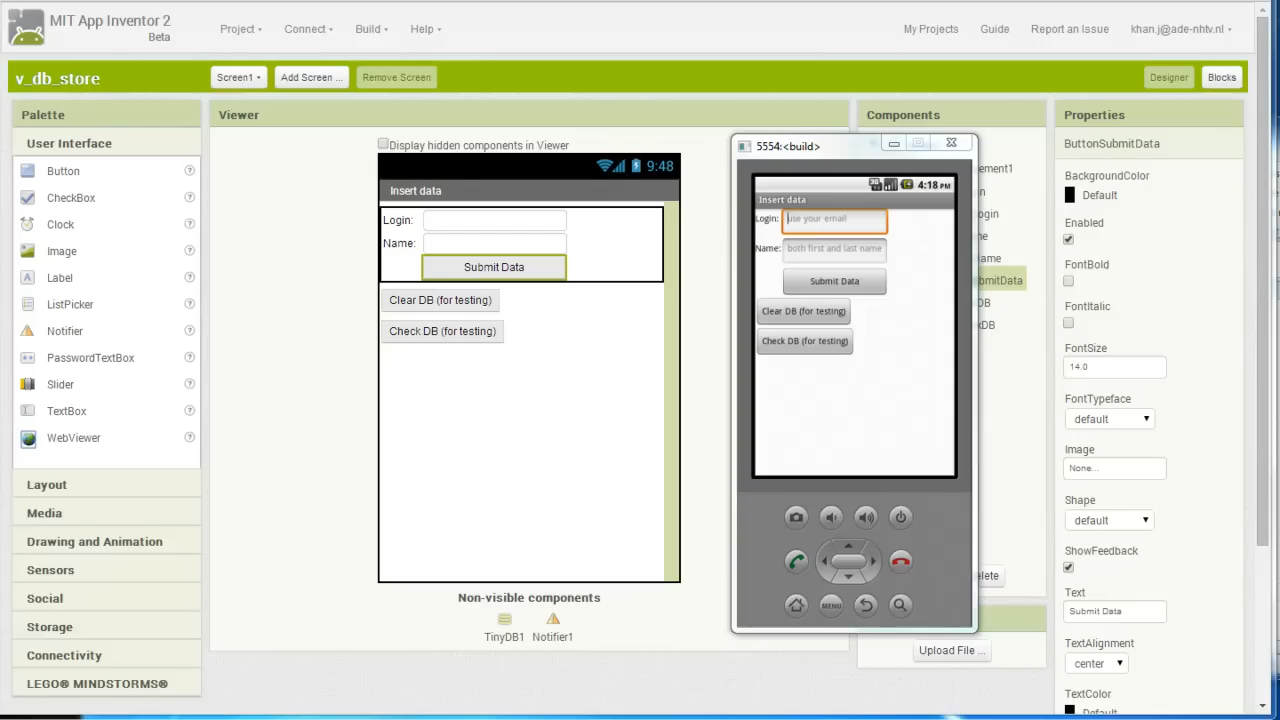 MIT App Inventor 2
Beta
Project
Connect
Build
Help
My Projects
Guide
Report an Issue
khan.j@ade-nhtv.nl
v_db_store
Screen1
Add Screen ...
Remove Screen
Designer
Blocks
Palette
User Interface
Button
CheckBox
Clock
Image
Label
ListPicker
Notifier
PasswordTextBox
Slider
TextBox
WebViewer
Layout
Media
Drawing and Animation
Sensors
Social
Storage
Connectivity
LEGO® MINDSTORMS®
Viewer
Display hidden components in Viewer
9:48
Insert data
Login:
Name:
Submit Data
Clear DB (for testing)
Check DB (for testing)
Non-visible components
TinyDB1
Notifier1
5554:<build>
4:18 PM
Insert data
Login: use your email
Name: both first and last name
Submit Data
Clear DB (for testing)
Check DB (for testing)
MENU
Components
ement1
n
ogin
me
ame
bmitData
DB
kDB
lete
Upload File ...
Properties
ButtonSubmitData
BackgroundColor
Default
Enabled
FontBold
FontItalic
FontSize
14.0
FontTypeface
default
Image
None...
Shape
default
ShowFeedback
Text
Submit Data
TextAlignment
center
TextColor
Default